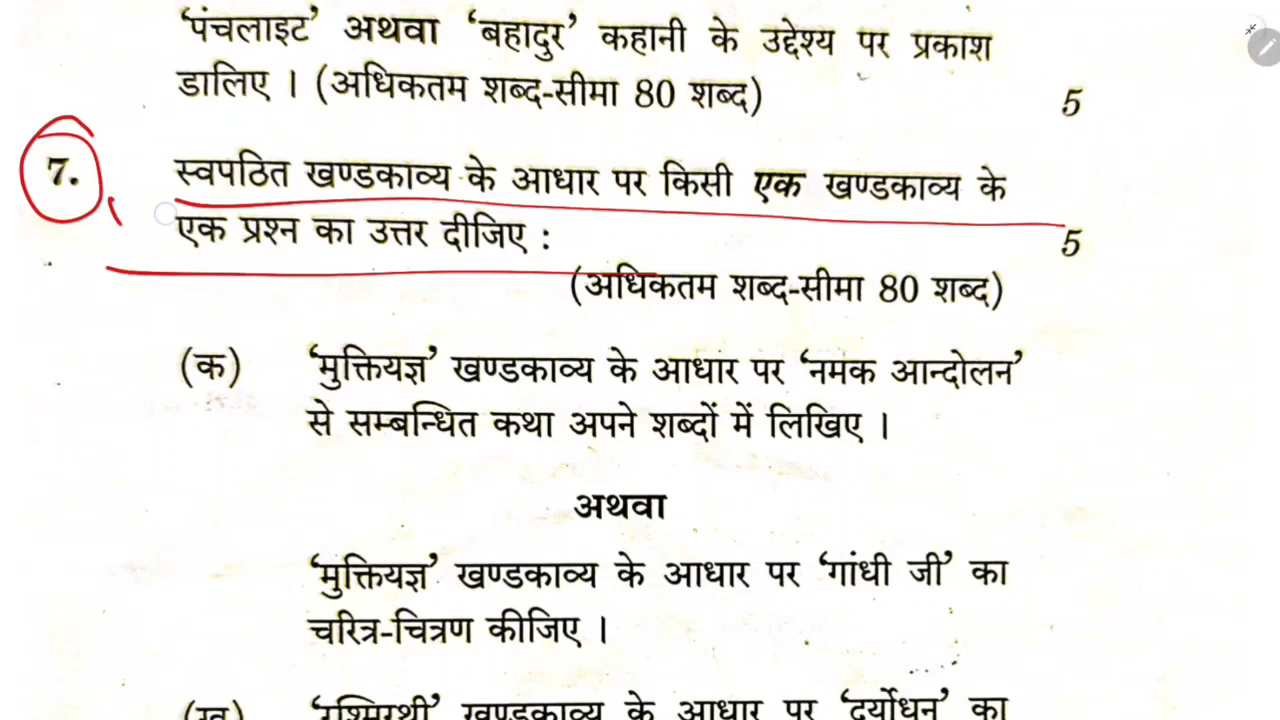 ‘पंचलाइट’ अथवा ‘बहादुर’ कहानी के उद्देश्य पर प्रकाश
डालिए । (अधिकतम शब्द-सीमा 80 शब्द) 5
7. स्वपठित खण्डकाव्य के आधार पर किसी एक खण्डकाव्य के
एक प्रश्न का उत्तर दीजिए : 5
(अधिकतम शब्द-सीमा 80 शब्द)
(क) ‘मुक्तियज्ञ’ खण्डकाव्य के आधार पर ‘नमक आन्दोलन’
से सम्बन्धित कथा अपने शब्दों में लिखिए ।
अथवा
‘मुक्तियज्ञ’ खण्डकाव्य के आधार पर ‘गांधी जी’ का
चरित्र-चित्रण कीजिए ।
(ख) ‘रश्मिरथी’ खण्डकाव्य के आधार पर ‘दुर्योधन’ का